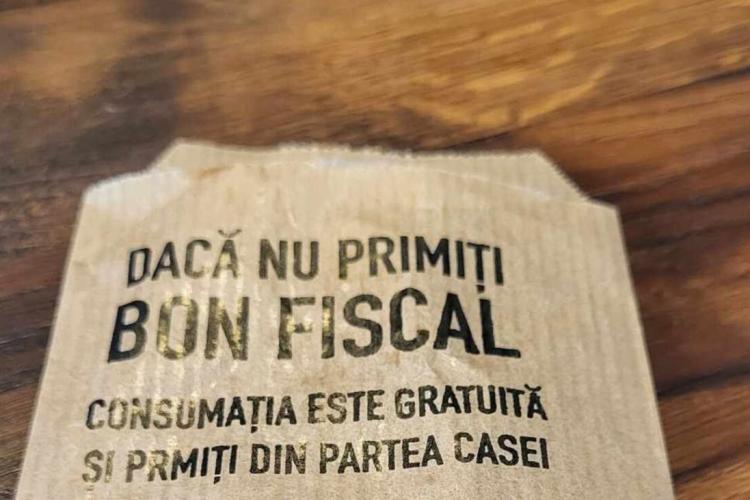 DACĂ NU PRIMIȚI
BON FISCAL
CONSUMAȚIA ESTE GRATUITĂ
ȘI PRMIȚI DIN PARTEA CASEI